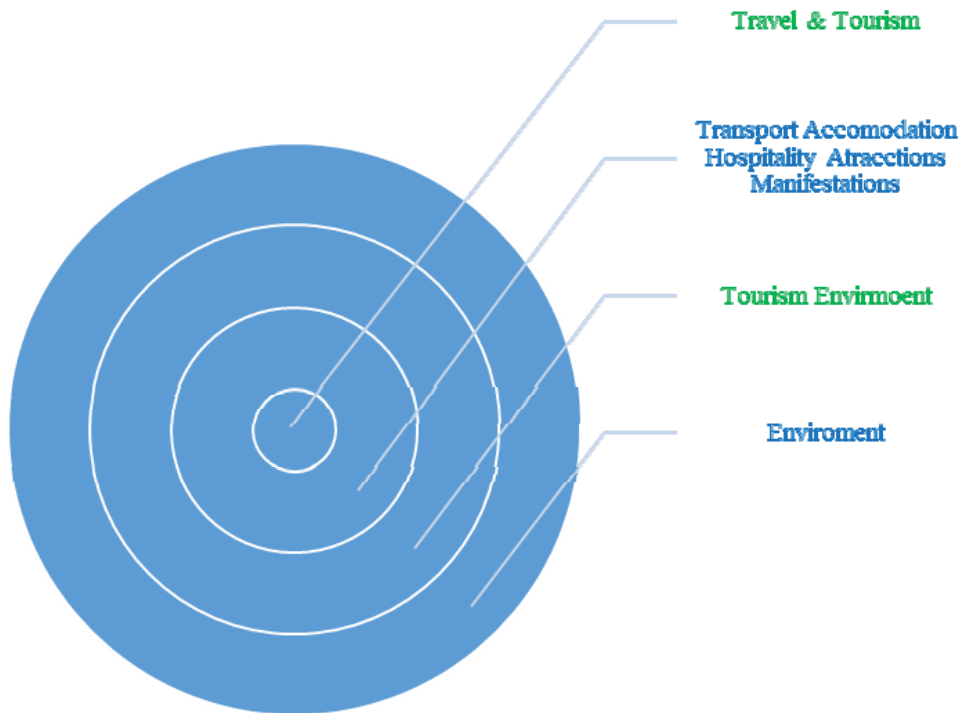 Travel & Tourism
Transport Accomodation
Hospitality Atracctions
Manifestations
Tourism Envirmoent
Enviroment